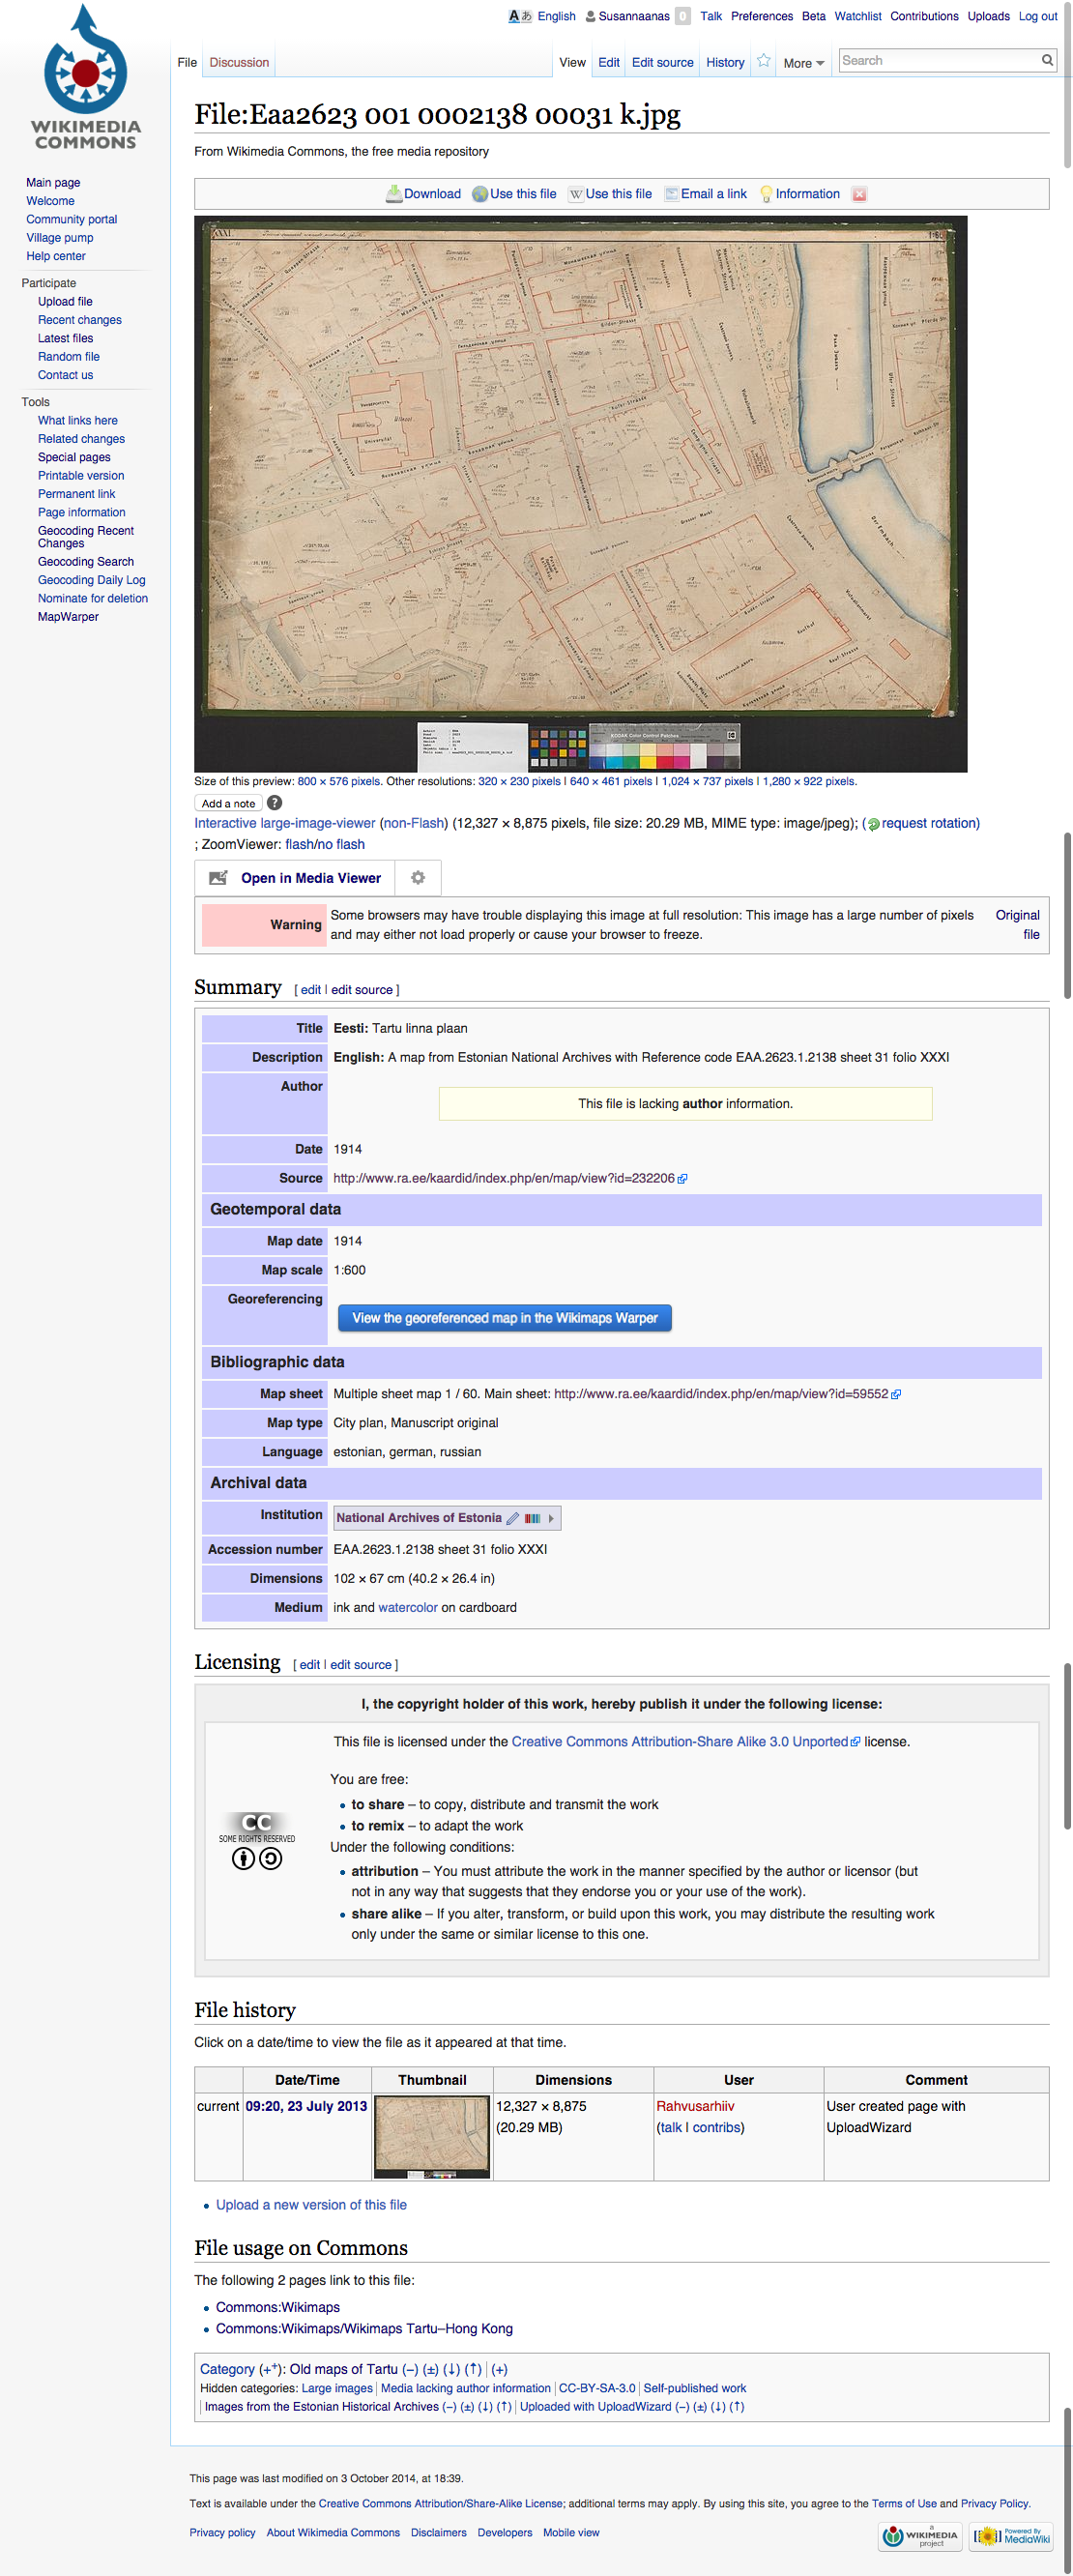 English Susannaanas 0 Talk Preferences Beta Watchlist Contributions Uploads Log out
File Discussion View Edit Edit source History More Search
WIKIMEDIA
COMMONS
Main page
Welcome
Community portal
Village pump
Help center
Participate
Upload file
Recent changes
Latest files
Random file
Contact us
Tools
What links here
Related changes
Special pages
Printable version
Permanent link
Page information
Geocoding Recent
Changes
Geocoding Search
Geocoding Daily Log
Nominate for deletion
MapWarper
File:Eaa2623 001 0002138 00031 k.jpg
From Wikimedia Commons, the free media repository
Download Use this file Use this file Email a link Information
XXXI.
Gilden-Strasse
Университетъ
Universität
Grosser Markt
Der Embach
Kaufhof
KODAK Color Control Patches
Size of this preview: 800 × 576 pixels. Other resolutions: 320 × 230 pixels | 640 × 461 pixels | 1,024 × 737 pixels | 1,280 × 922 pixels.
Add a note ?
Interactive large-image-viewer (non-Flash) (12,327 × 8,875 pixels, file size: 20.29 MB, MIME type: image/jpeg); (request rotation)
; ZoomViewer: flash/no flash
Open in Media Viewer
Warning Some browsers may have trouble displaying this image at full resolution: This image has a large number of pixels Original
and may either not load properly or cause your browser to freeze. file
Summary [ edit | edit source ]
Title Eesti: Tartu linna plaan
Description English: A map from Estonian National Archives with Reference code EAA.2623.1.2138 sheet 31 folio XXXI
Author
This file is lacking author information.
Date 1914
Source http://www.ra.ee/kaardid/index.php/en/map/view?id=232206
Geotemporal data
Map date 1914
Map scale 1:600
Georeferencing
View the georeferenced map in the Wikimaps Warper
Bibliographic data
Map sheet Multiple sheet map 1 / 60. Main sheet: http://www.ra.ee/kaardid/index.php/en/map/view?id=59552
Map type City plan, Manuscript original
Language estonian, german, russian
Archival data
Institution National Archives of Estonia
Accession number EAA.2623.1.2138 sheet 31 folio XXXI
Dimensions 102 × 67 cm (40.2 × 26.4 in)
Medium ink and watercolor on cardboard
Licensing [ edit | edit source ]
I, the copyright holder of this work, hereby publish it under the following license:
This file is licensed under the Creative Commons Attribution-Share Alike 3.0 Unported license.
You are free:
to share – to copy, distribute and transmit the work
to remix – to adapt the work
CC
SOME RIGHTS RESERVED
Under the following conditions:
attribution – You must attribute the work in the manner specified by the author or licensor (but
not in any way that suggests that they endorse you or your use of the work).
share alike – If you alter, transform, or build upon this work, you may distribute the resulting work
only under the same or similar license to this one.
File history
Click on a date/time to view the file as it appeared at that time.
Date/Time Thumbnail Dimensions User Comment
current 09:20, 23 July 2013 12,327 × 8,875 Rahvusarhiiv User created page with
(20.29 MB) (talk | contribs) UploadWizard
Upload a new version of this file
File usage on Commons
The following 2 pages link to this file:
Commons:Wikimaps
Commons:Wikimaps/Wikimaps Tartu–Hong Kong
Category (++): Old maps of Tartu (−) (±) (↓) (↑) | (+)
Hidden categories: Large images | Media lacking author information | CC-BY-SA-3.0 | Self-published work
| Images from the Estonian Historical Archives (−) (±) (↓) (↑) | Uploaded with UploadWizard (−) (±) (↓) (↑)
This page was last modified on 3 October 2014, at 18:39.
Text is available under the Creative Commons Attribution/Share-Alike License; additional terms may apply. By using this site, you agree to the Terms of Use and Privacy Policy.
Privacy policy About Wikimedia Commons Disclaimers Developers Mobile view
A WIKIMEDIA project
Powered By MediaWiki